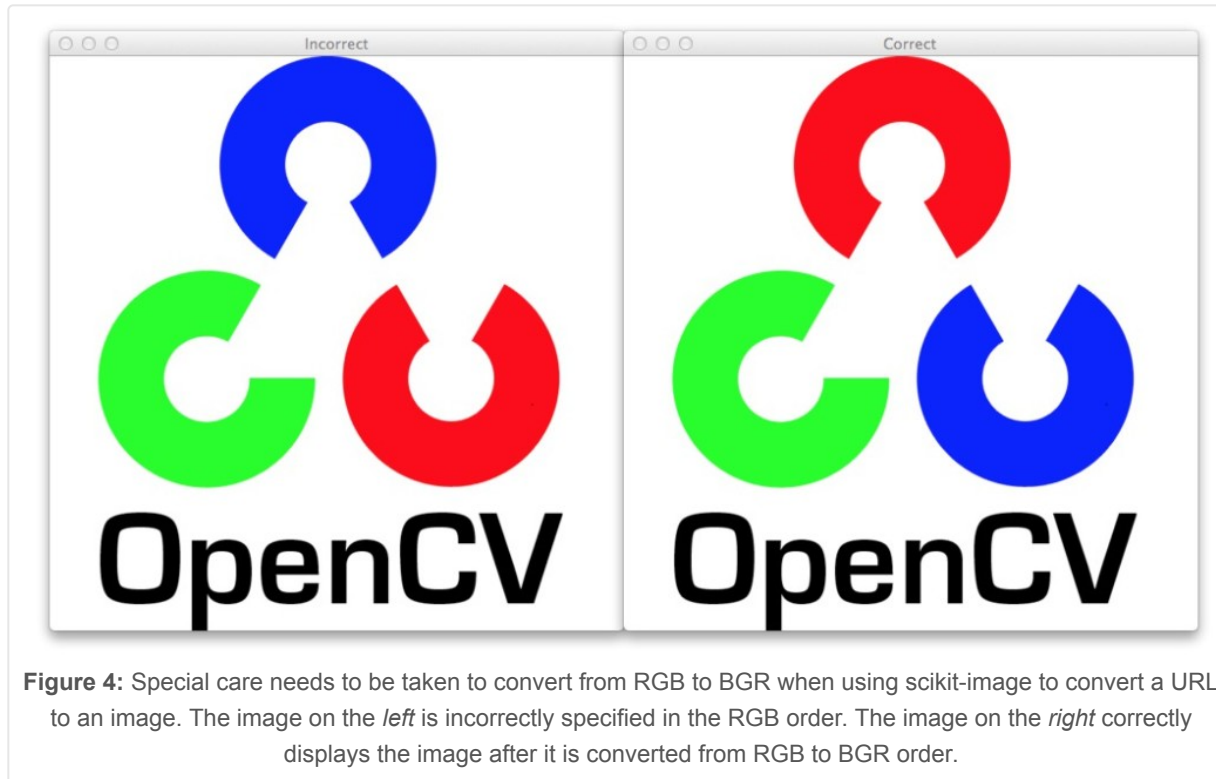 Incorrect
Correct
OpenCV
OpenCV
Figure 4: Special care needs to be taken to convert from RGB to BGR when using scikit-image to convert a URL
to an image. The image on the left is incorrectly specified in the RGB order. The image on the right correctly
displays the image after it is converted from RGB to BGR order.